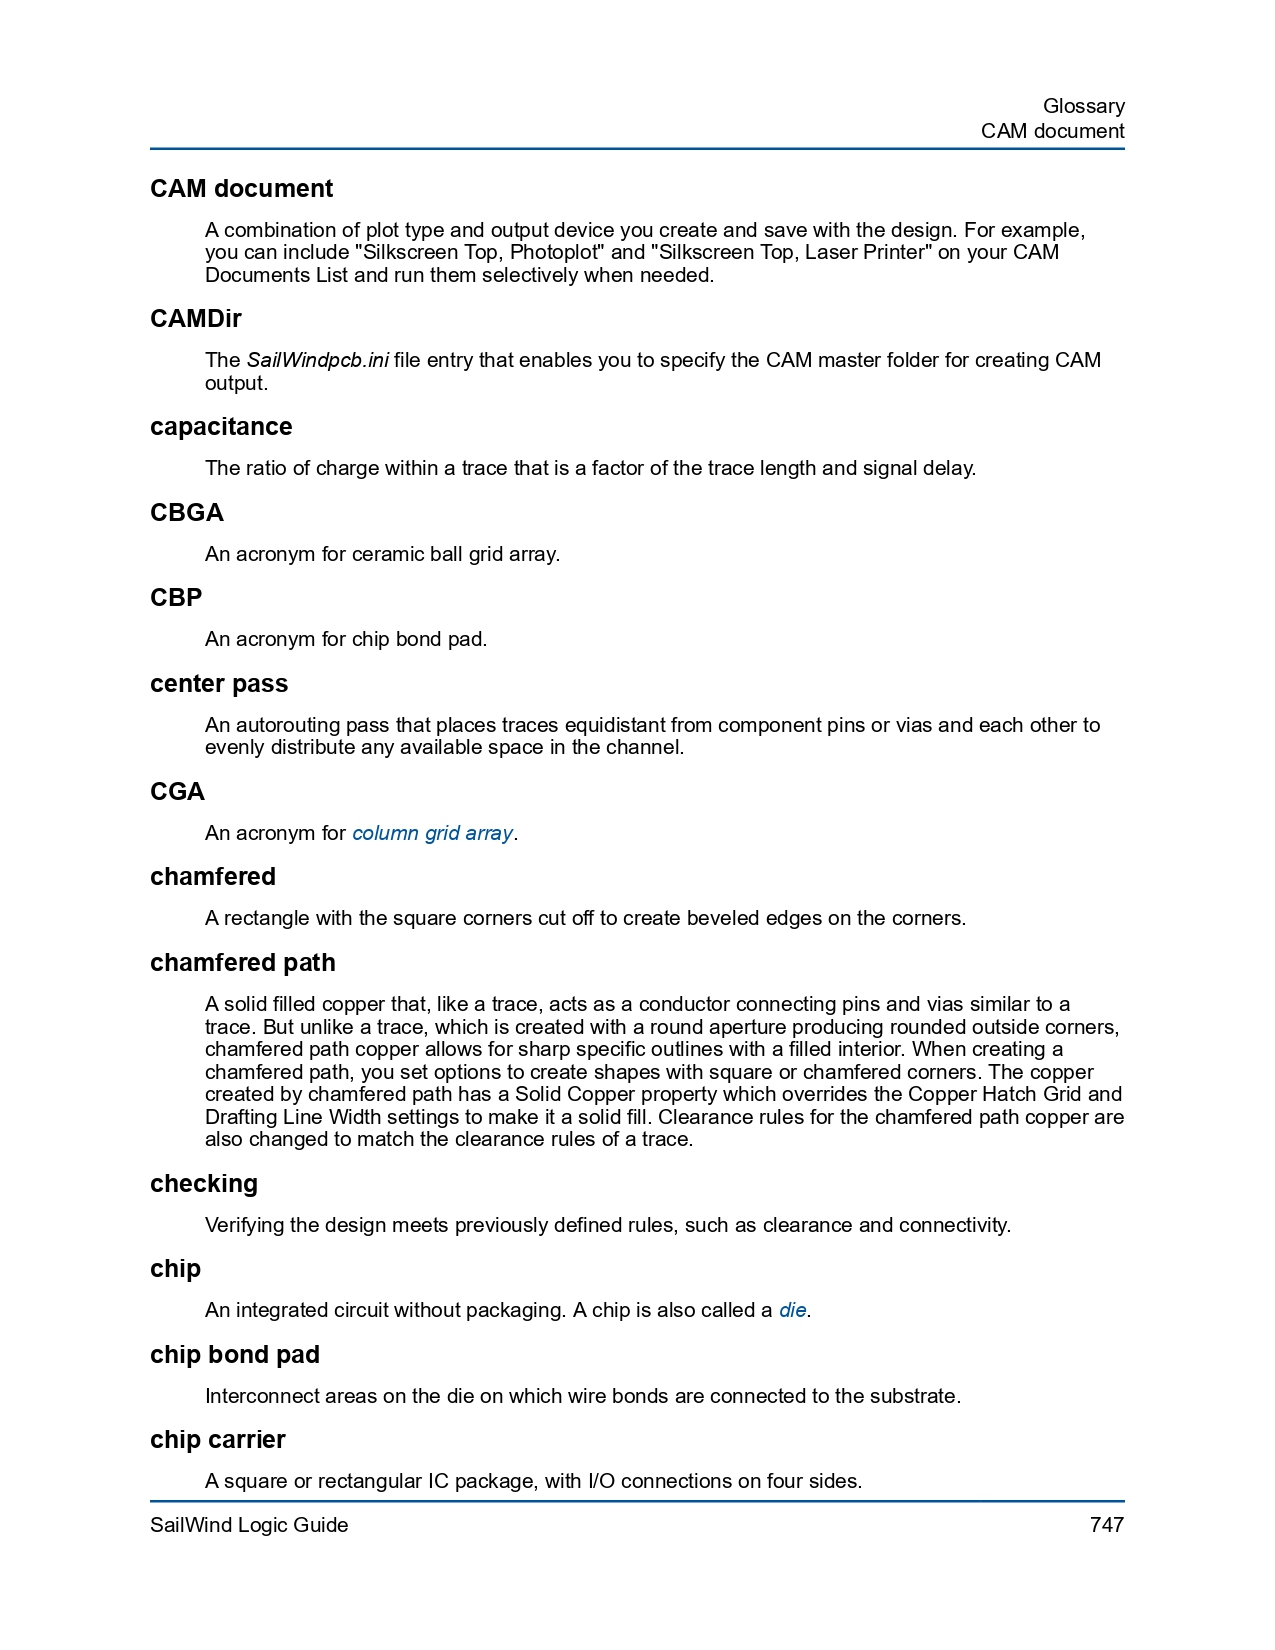 Glossary
CAM document
CAM document
A combination of plot type and output device you create and save with the design. For example,
you can include "Silkscreen Top, Photoplot" and "Silkscreen Top, Laser Printer" on your CAM
Documents List and run them selectively when needed.
CAMDir
The SailWindpcb.ini file entry that enables you to specify the CAM master folder for creating CAM
output.
capacitance
The ratio of charge within a trace that is a factor of the trace length and signal delay.
CBGA
An acronym for ceramic ball grid array.
CBP
An acronym for chip bond pad.
center pass
An autorouting pass that places traces equidistant from component pins or vias and each other to
evenly distribute any available space in the channel.
CGA
An acronym for column grid array.
chamfered
A rectangle with the square corners cut off to create beveled edges on the corners.
chamfered path
A solid filled copper that, like a trace, acts as a conductor connecting pins and vias similar to a
trace. But unlike a trace, which is created with a round aperture producing rounded outside corners,
chamfered path copper allows for sharp specific outlines with a filled interior. When creating a
chamfered path, you set options to create shapes with square or chamfered corners. The copper
created by chamfered path has a Solid Copper property which overrides the Copper Hatch Grid and
Drafting Line Width settings to make it a solid fill. Clearance rules for the chamfered path copper are
also changed to match the clearance rules of a trace.
checking
Verifying the design meets previously defined rules, such as clearance and connectivity.
chip
An integrated circuit without packaging. A chip is also called a die.
chip bond pad
Interconnect areas on the die on which wire bonds are connected to the substrate.
chip carrier
A square or rectangular IC package, with I/O connections on four sides.
SailWind Logic Guide
747